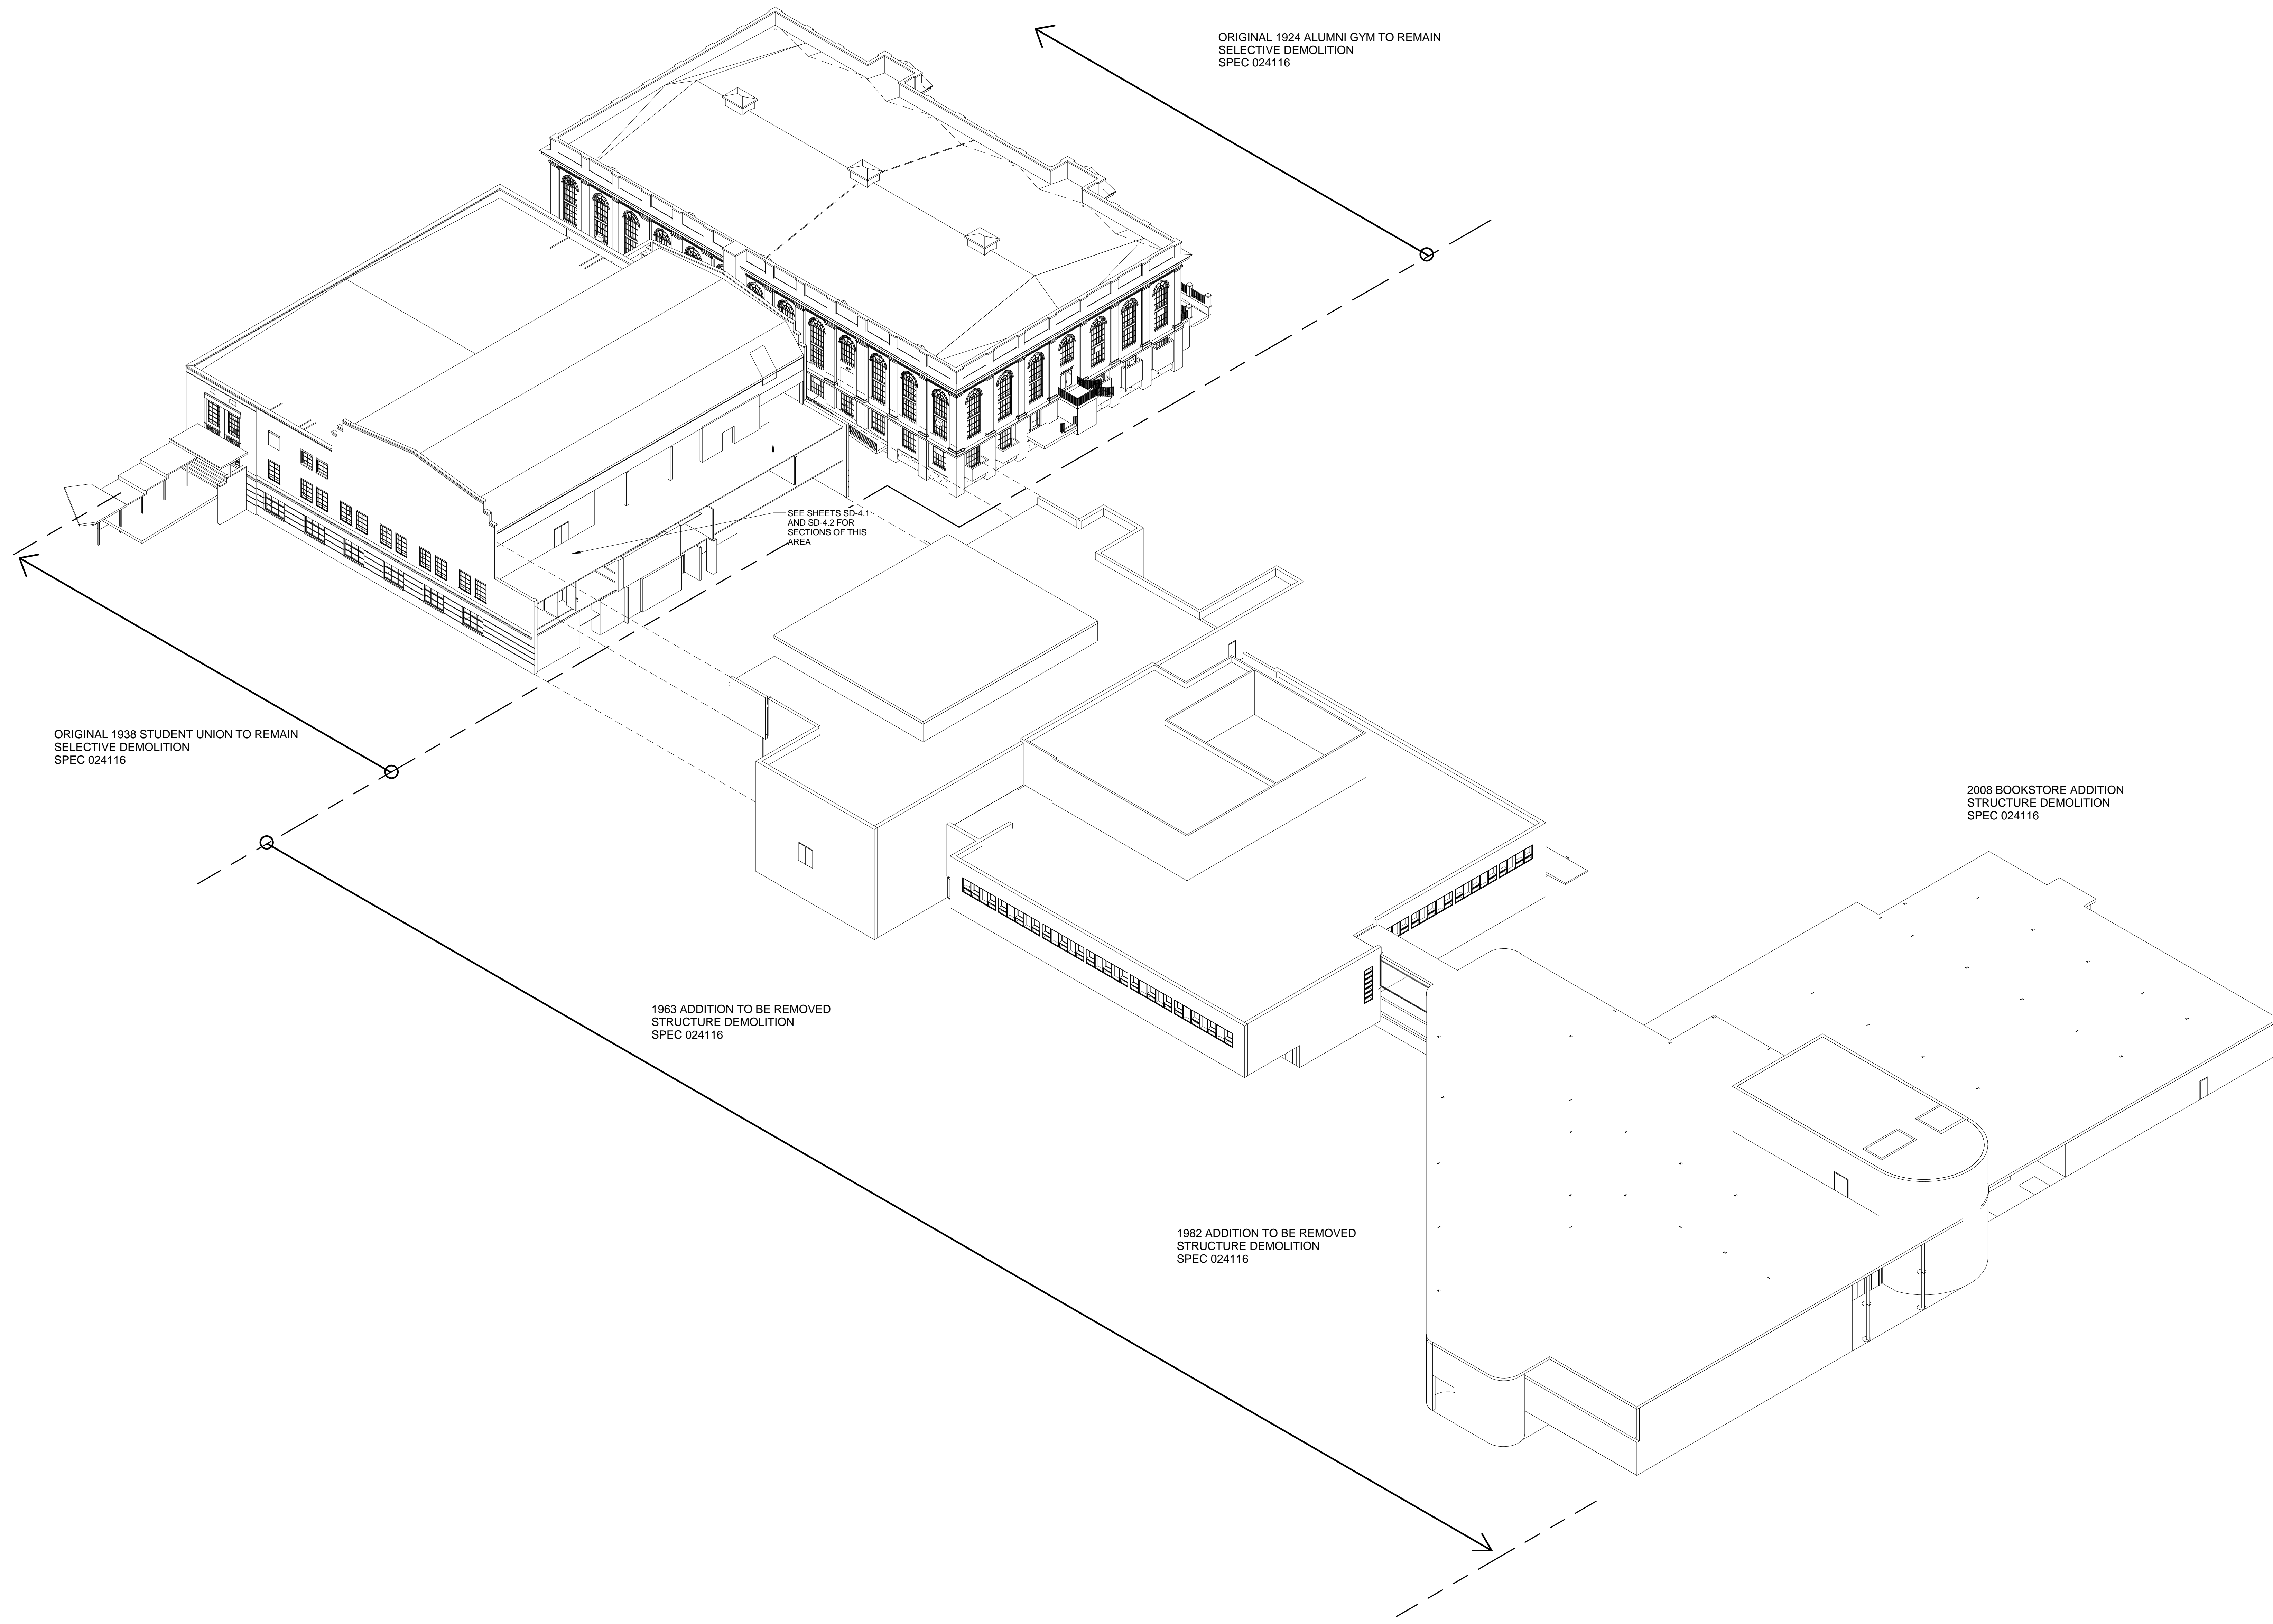 ORIGINAL 1924 ALUMNI GYM TO REMAIN
SELECTIVE DEMOLITION
SPEC 024116
SEE SHEETS SD-4.1
AND SD-4.2 FOR
SECTIONS OF THIS
AREA
ORIGINAL 1938 STUDENT UNION TO REMAIN
SELECTIVE DEMOLITION
SPEC 024116
2008 BOOKSTORE ADDITION
STRUCTURE DEMOLITION
SPEC 024116
1963 ADDITION TO BE REMOVED
STRUCTURE DEMOLITION
SPEC 024116
1982 ADDITION TO BE REMOVED
STRUCTURE DEMOLITION
SPEC 024116